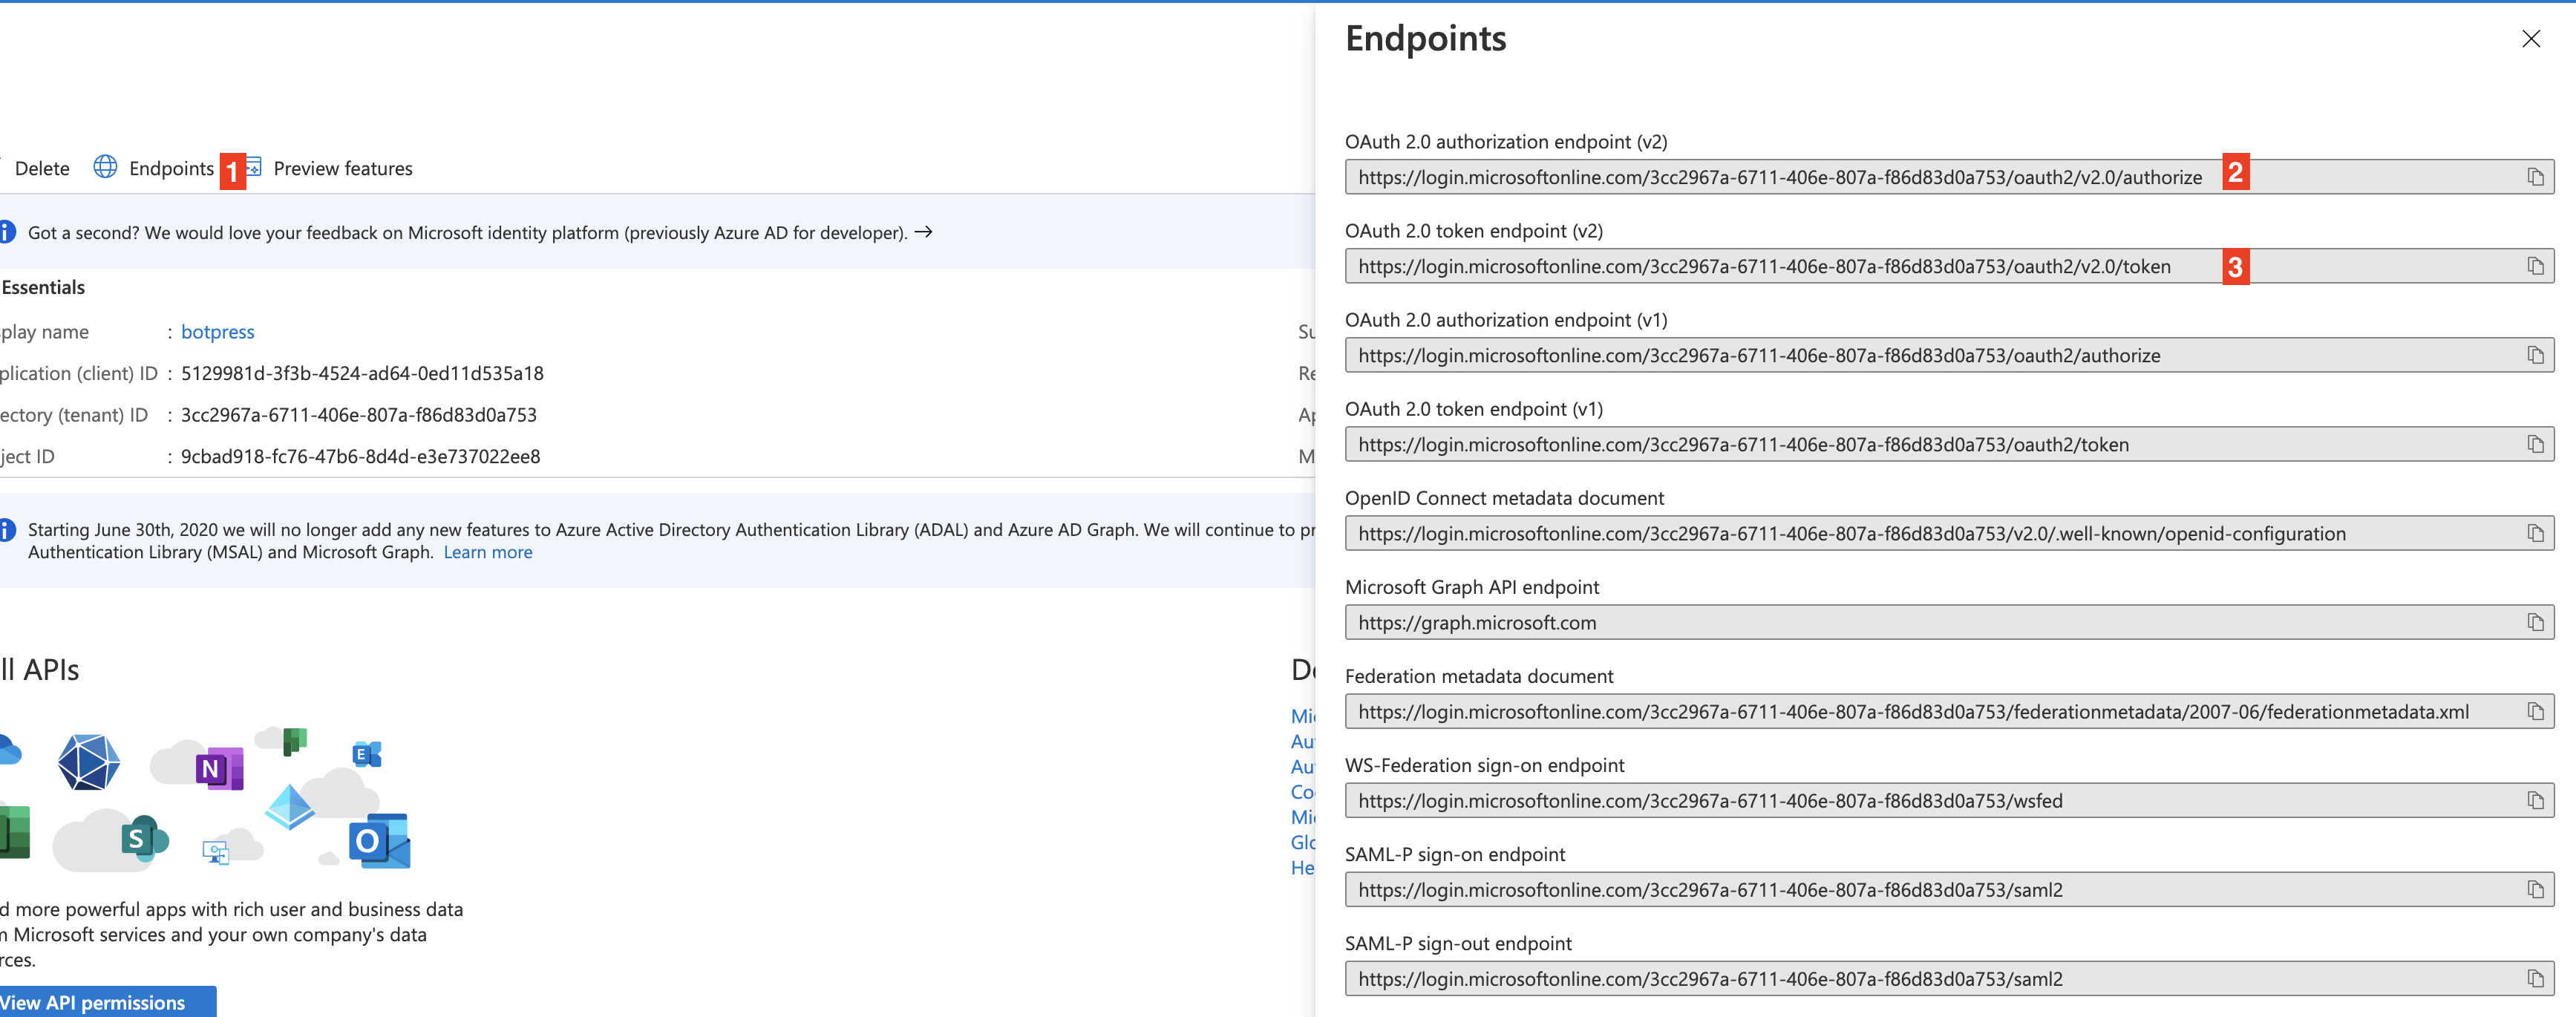 Delete
Endpoints
1
Preview features
Got a second? We would love your feedback on Microsoft identity platform (previously Azure AD for developer). →
Essentials
splay name : botpress
plication (client) ID : 5129981d-3f3b-4524-ad64-0ed11d535a18
ectory (tenant) ID : 3cc2967a-6711-406e-807a-f86d83d0a753
ject ID : 9cbad918-fc76-47b6-8d4d-e3e737022ee8
Su
Re
Ap
M
Starting June 30th, 2020 we will no longer add any new features to Azure Active Directory Authentication Library (ADAL) and Azure AD Graph. We will continue to pr
Authentication Library (MSAL) and Microsoft Graph. Learn more
ll APIs
N
E
S
O
d more powerful apps with rich user and business data
m Microsoft services and your own company's data
rces.
View API permissions
Do
Mic
Aut
Aut
Co
Mic
Glo
He
Endpoints
OAuth 2.0 authorization endpoint (v2)
https://login.microsoftonline.com/3cc2967a-6711-406e-807a-f86d83d0a753/oauth2/v2.0/authorize
2
OAuth 2.0 token endpoint (v2)
https://login.microsoftonline.com/3cc2967a-6711-406e-807a-f86d83d0a753/oauth2/v2.0/token
3
OAuth 2.0 authorization endpoint (v1)
https://login.microsoftonline.com/3cc2967a-6711-406e-807a-f86d83d0a753/oauth2/authorize
OAuth 2.0 token endpoint (v1)
https://login.microsoftonline.com/3cc2967a-6711-406e-807a-f86d83d0a753/oauth2/token
OpenID Connect metadata document
https://login.microsoftonline.com/3cc2967a-6711-406e-807a-f86d83d0a753/v2.0/.well-known/openid-configuration
Microsoft Graph API endpoint
https://graph.microsoft.com
Federation metadata document
https://login.microsoftonline.com/3cc2967a-6711-406e-807a-f86d83d0a753/federationmetadata/2007-06/federationmetadata.xml
WS-Federation sign-on endpoint
https://login.microsoftonline.com/3cc2967a-6711-406e-807a-f86d83d0a753/wsfed
SAML-P sign-on endpoint
https://login.microsoftonline.com/3cc2967a-6711-406e-807a-f86d83d0a753/saml2
SAML-P sign-out endpoint
https://login.microsoftonline.com/3cc2967a-6711-406e-807a-f86d83d0a753/saml2